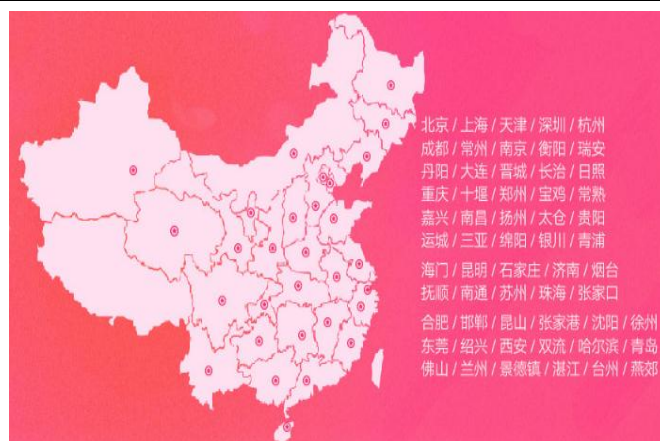 北京 / 上海 / 天津 / 深圳 / 杭州
成都 / 常州 / 南京 / 衡阳 / 瑞安
丹阳 / 大连 / 晋城 / 长治 / 日照
重庆 / 十堰 / 郑州 / 宝鸡 / 常熟
嘉兴 / 南昌 / 扬州 / 太仓 / 贵阳
运城 / 三亚 / 绵阳 / 银川 / 青浦
海门 / 昆明 / 石家庄 / 济南 / 烟台
抚顺 / 南通 / 苏州 / 珠海 / 张家口
合肥 / 邯郸 / 昆山 / 张家港 / 沈阳 / 徐州
东莞 / 绍兴 / 西安 / 双流 / 哈尔滨 / 青岛
佛山 / 兰州 / 景德镇 / 湛江 / 台州 / 燕郊